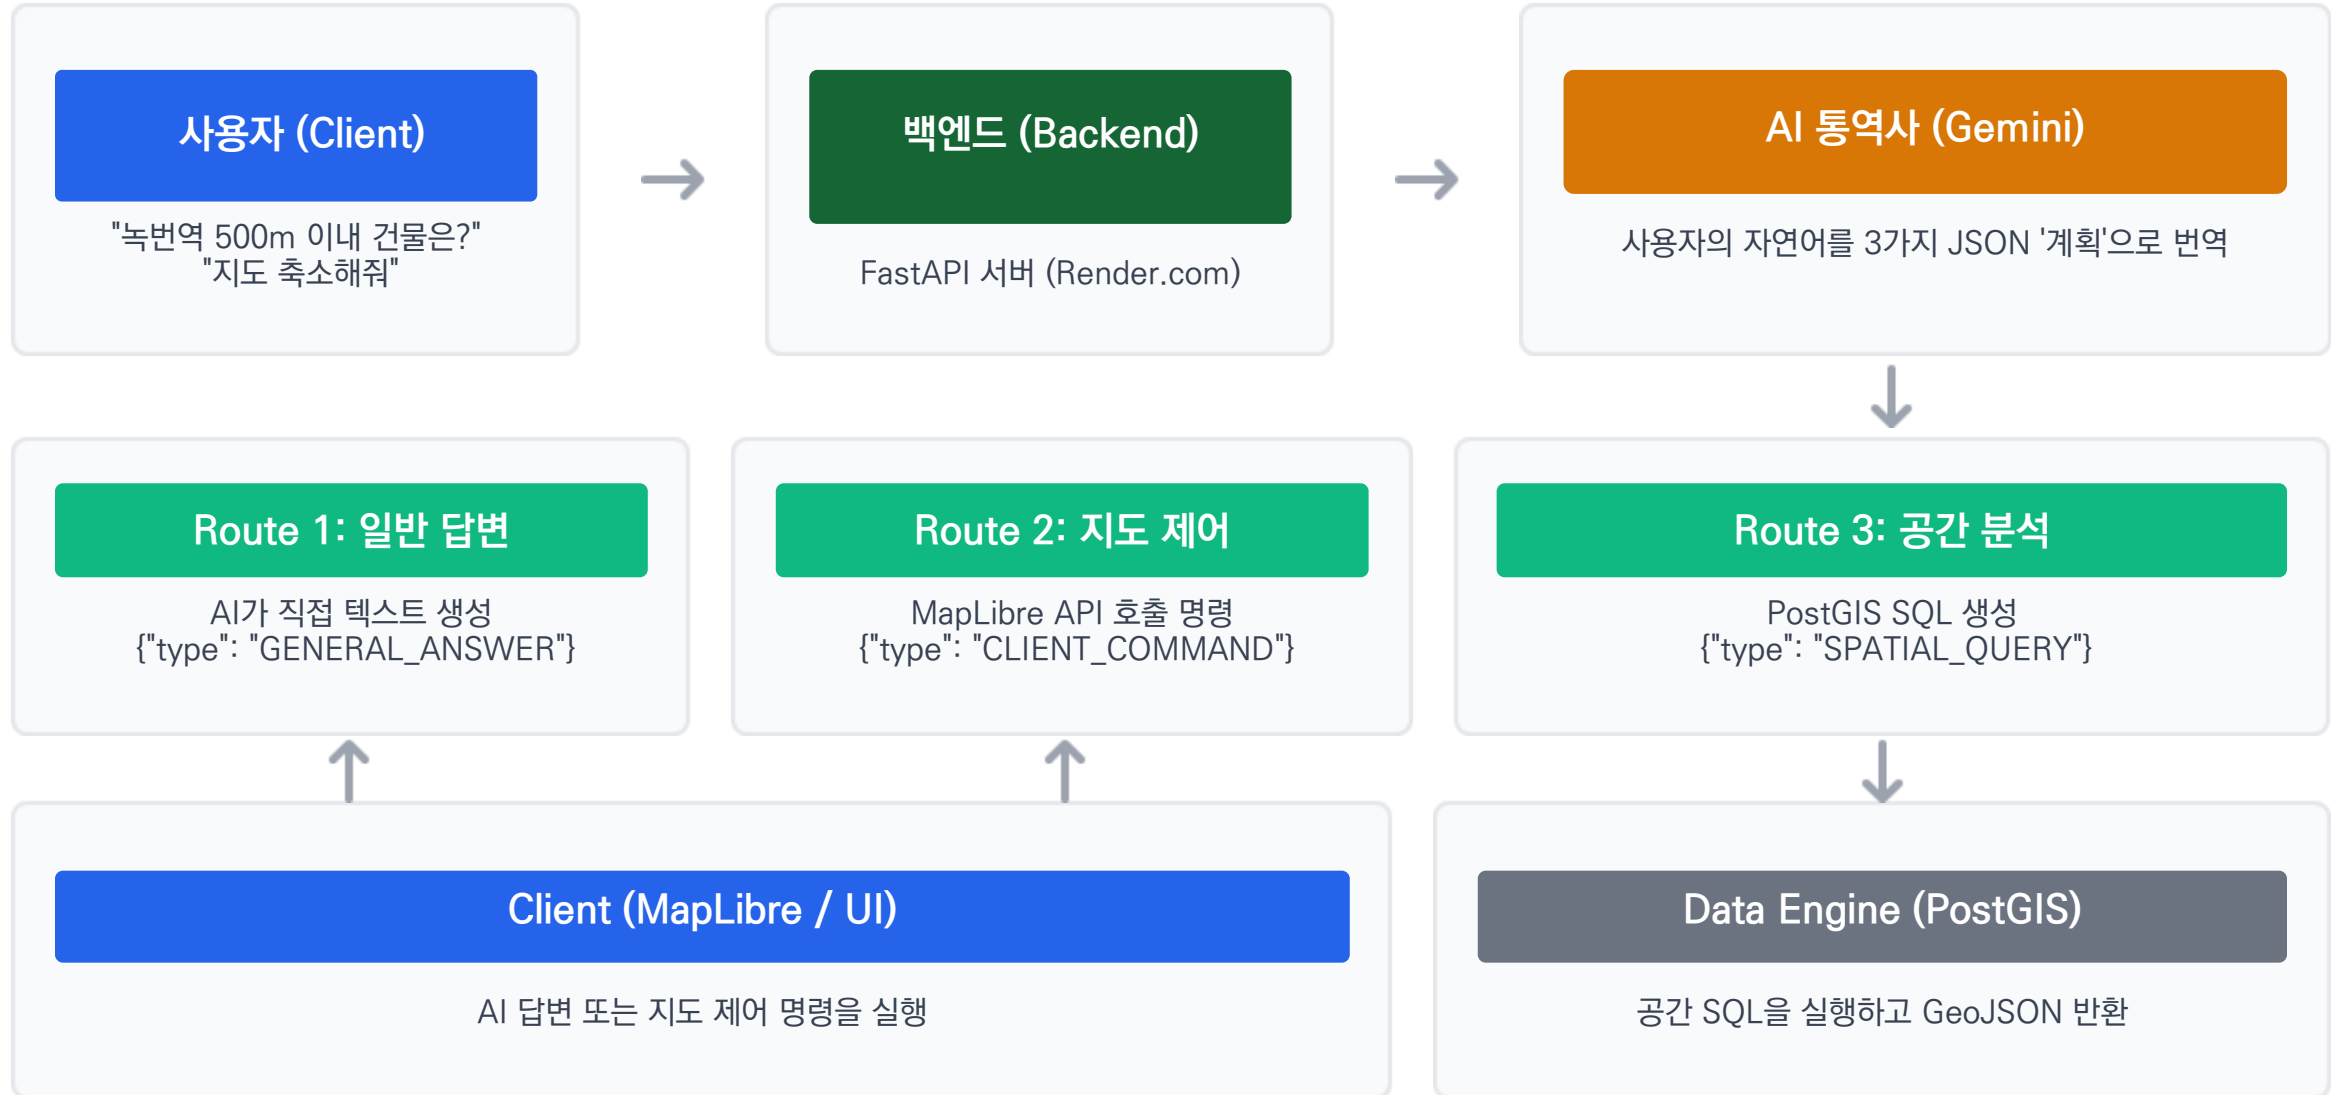 사용자 (Client)
"녹번역 500m 이내 건물은?"
"지도 축소해줘"
백엔드 (Backend)
FastAPI 서버 (Render.com)
AI 통역사 (Gemini)
사용자의 자연어를 3가지 JSON '계획'으로 번역
Route 1: 일반 답변
AI가 직접 텍스트 생성
{"type": "GENERAL_ANSWER"}
Route 2: 지도 제어
MapLibre API 호출 명령
{"type": "CLIENT_COMMAND"}
Route 3: 공간 분석
PostGIS SQL 생성
{"type": "SPATIAL_QUERY"}
Client (MapLibre / UI)
AI 답변 또는 지도 제어 명령을 실행
Data Engine (PostGIS)
공간 SQL을 실행하고 GeoJSON 반환